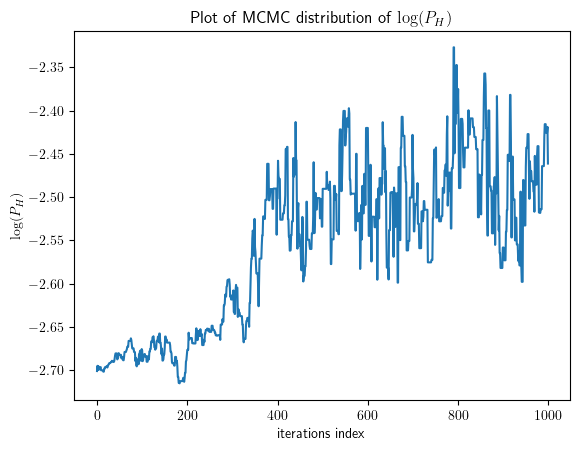 Plot of MCMC distribution of log(P_H)
log(P_H)
−2.35
−2.40
−2.45
−2.50
−2.55
−2.60
−2.65
−2.70
0 200 400 600 800 1000
iterations index